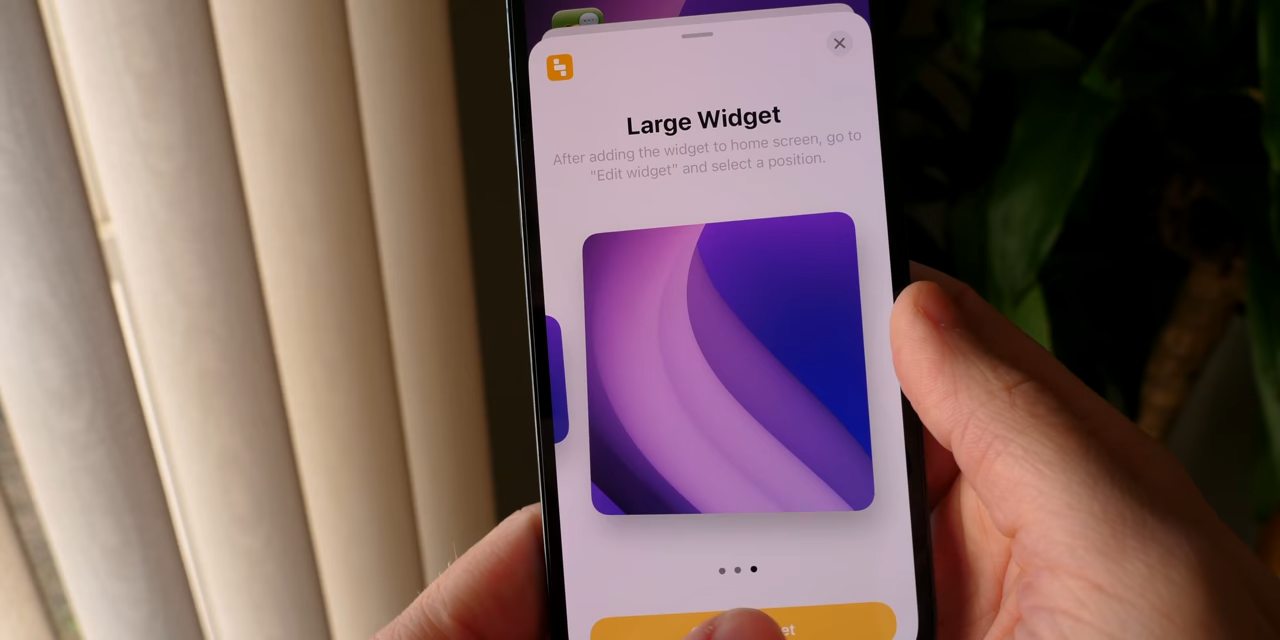 Large Widget
After adding the widget to home screen, go to
"Edit widget" and select a position.